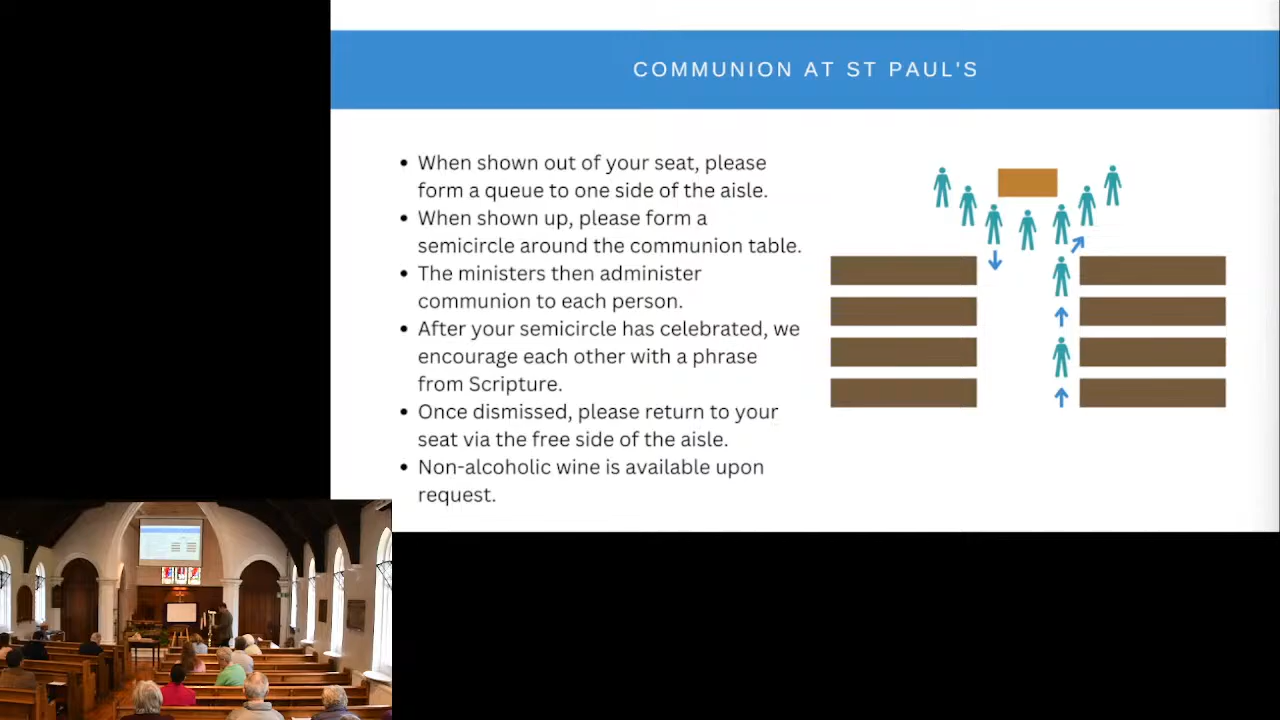 COMMUNION AT ST PAUL'S
• When shown out of your seat, please
form a queue to one side of the aisle.
• When shown up, please form a
semicircle around the communion table.
• The ministers then administer
communion to each person.
• After your semicircle has celebrated, we
encourage each other with a phrase
from Scripture.
• Once dismissed, please return to your
seat via the free side of the aisle.
• Non-alcoholic wine is available upon
request.